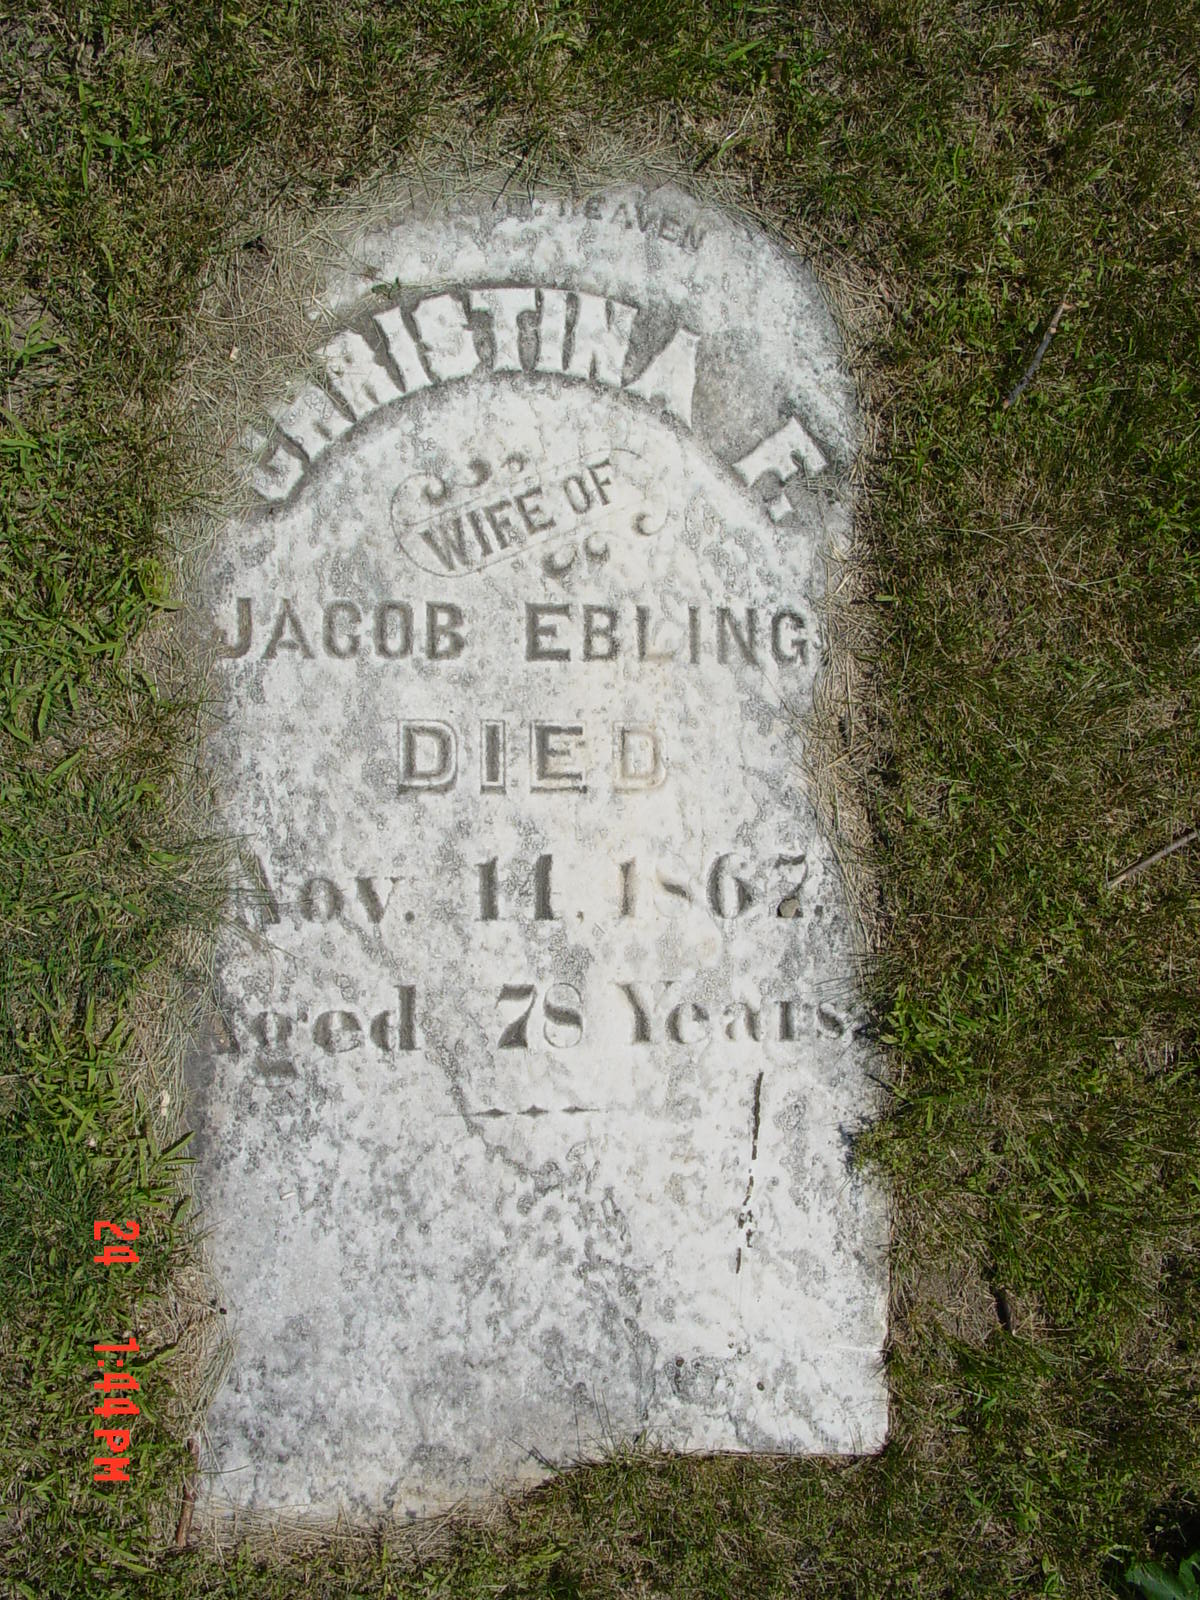 HEAVEN
CHRISTINA E.
WIFE OF
JACOB EBLING
DIED
Nov. 14, 1867.
Aged 78 Years,
24 1:44 PM